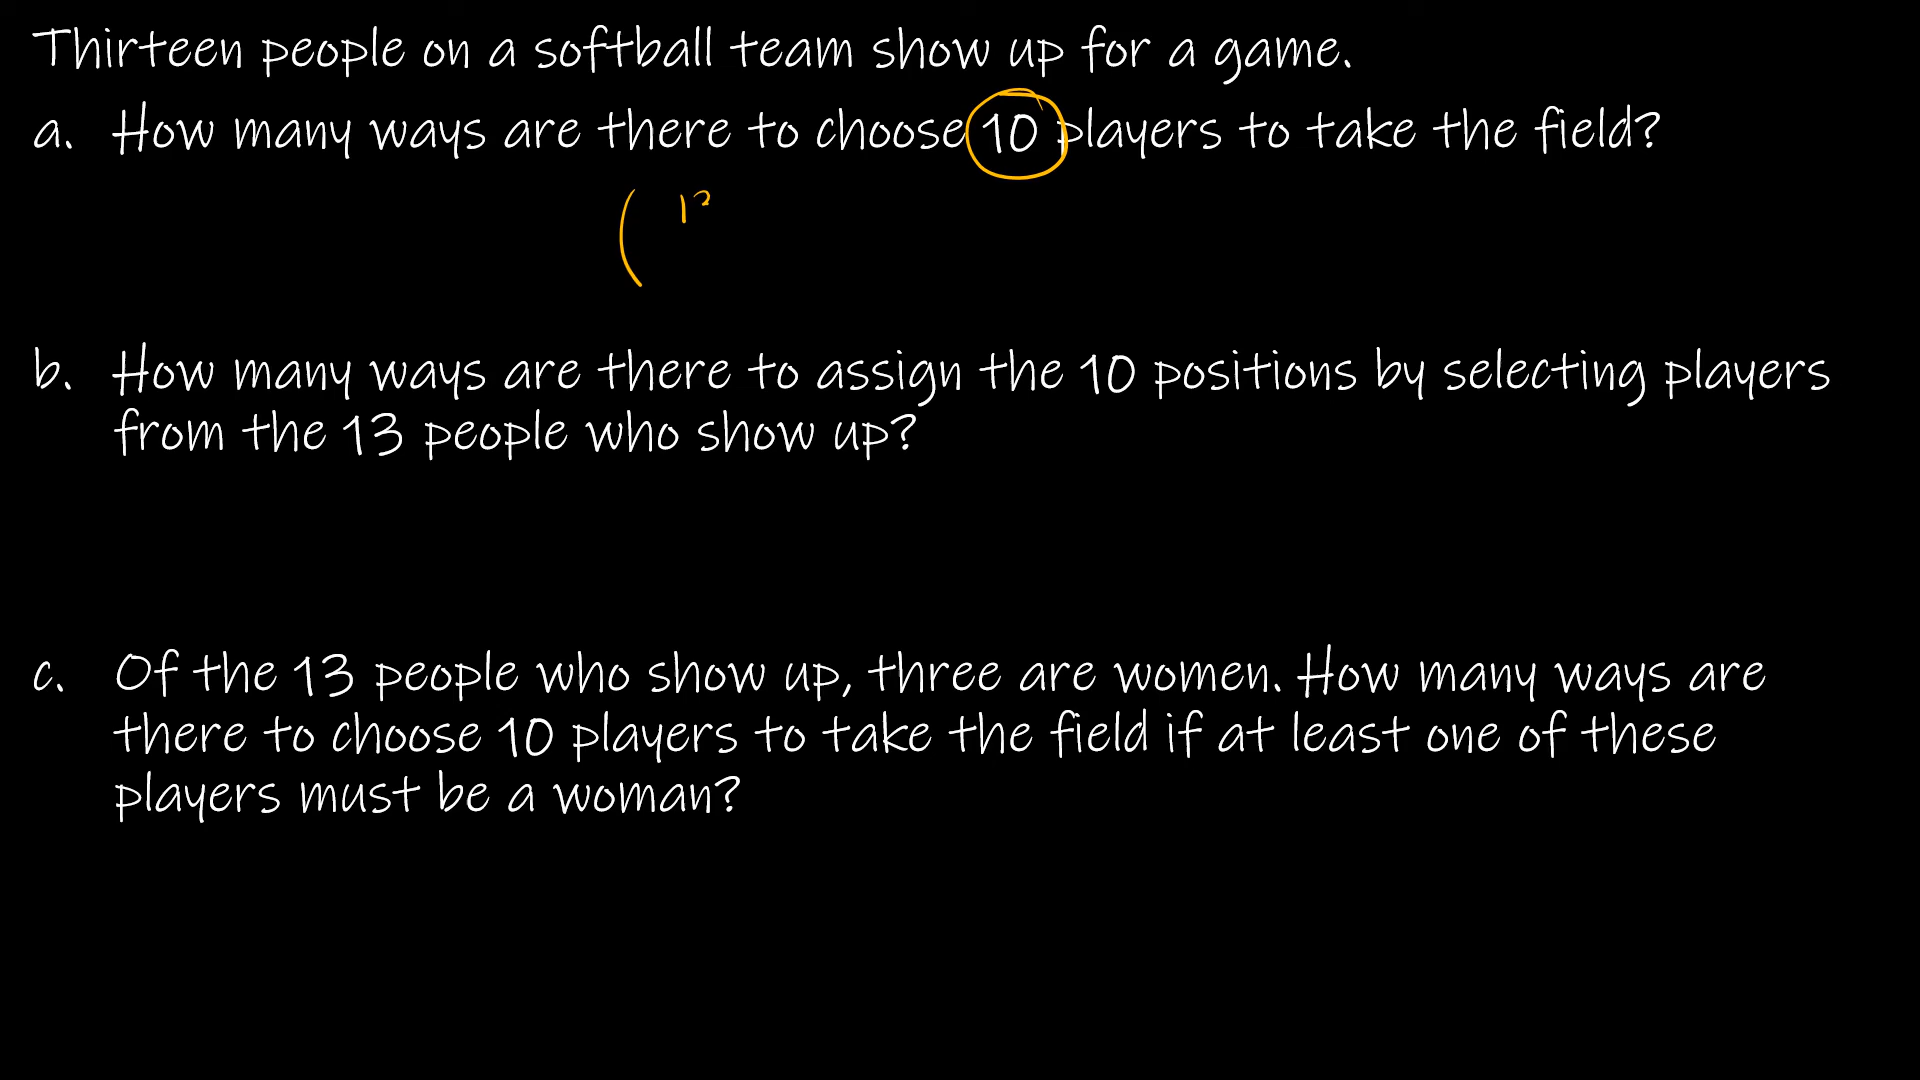 Thirteen people on a softball team show up for a game.
a. How many ways are there to choose 10 players to take the field?
(
b. How many ways are there to assign the 10 positions by selecting players
from the 13 people who show up?
c. Of the 13 people who show up, three are women. How many ways are
there to choose 10 players to take the field if at least one of these
players must be a woman?